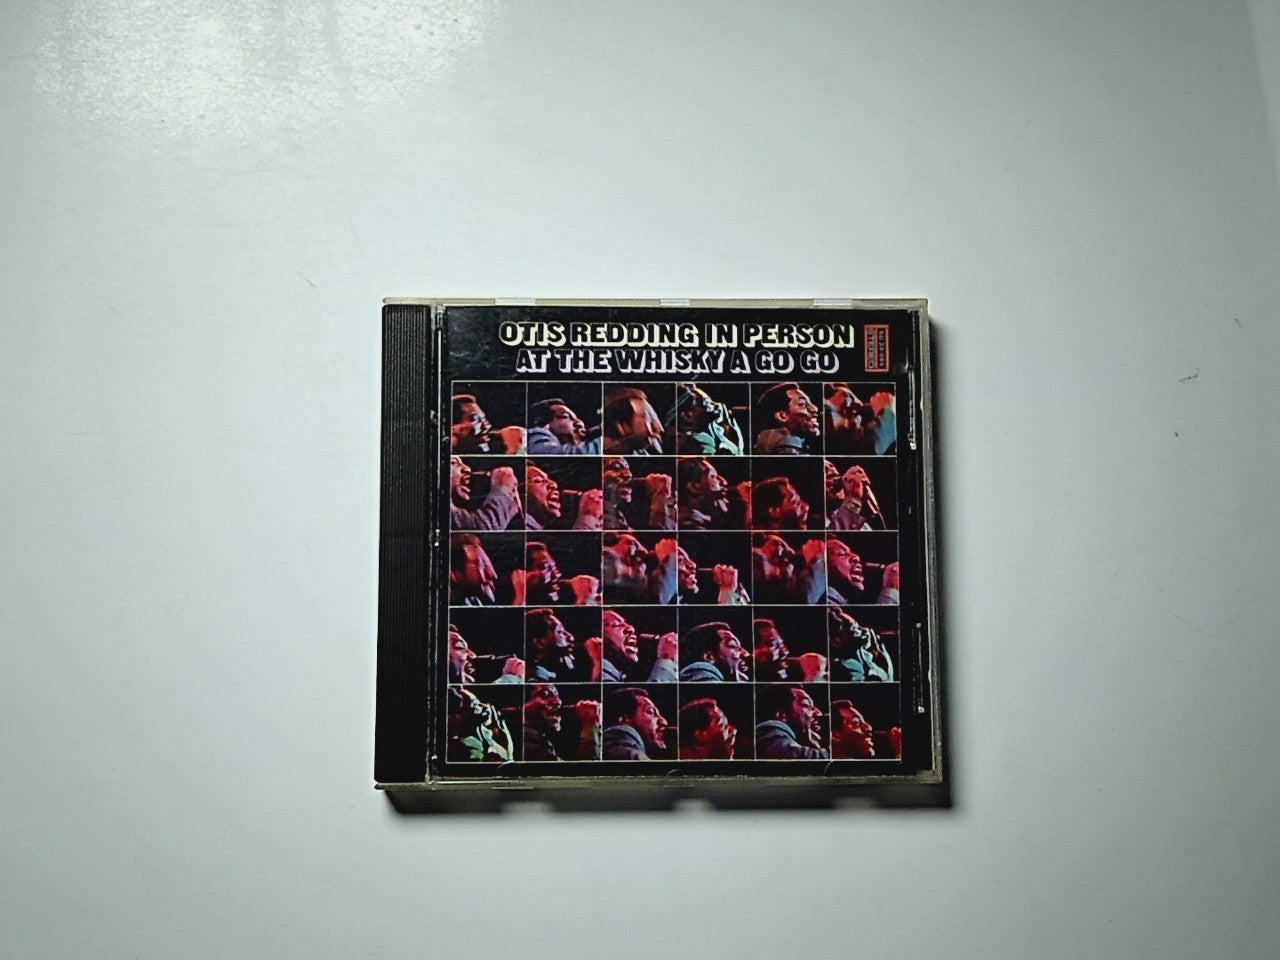 OTIS REDDING IN PERSON
AT THE WHISKY A GO GO